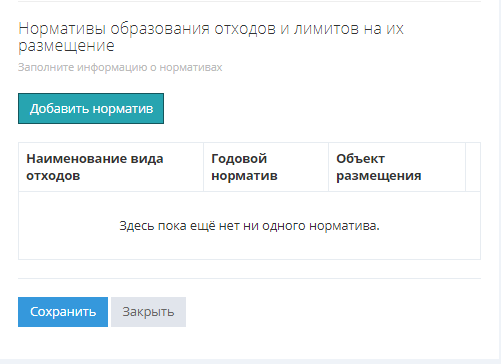 Нормативы образования отходов и лимитов на их
размещение
Заполните информацию о нормативах
Добавить норматив
Наименование вида отходов
Годовой норматив
Объект размещения
Здесь пока ещё нет ни одного норматива.
Сохранить Закрыть